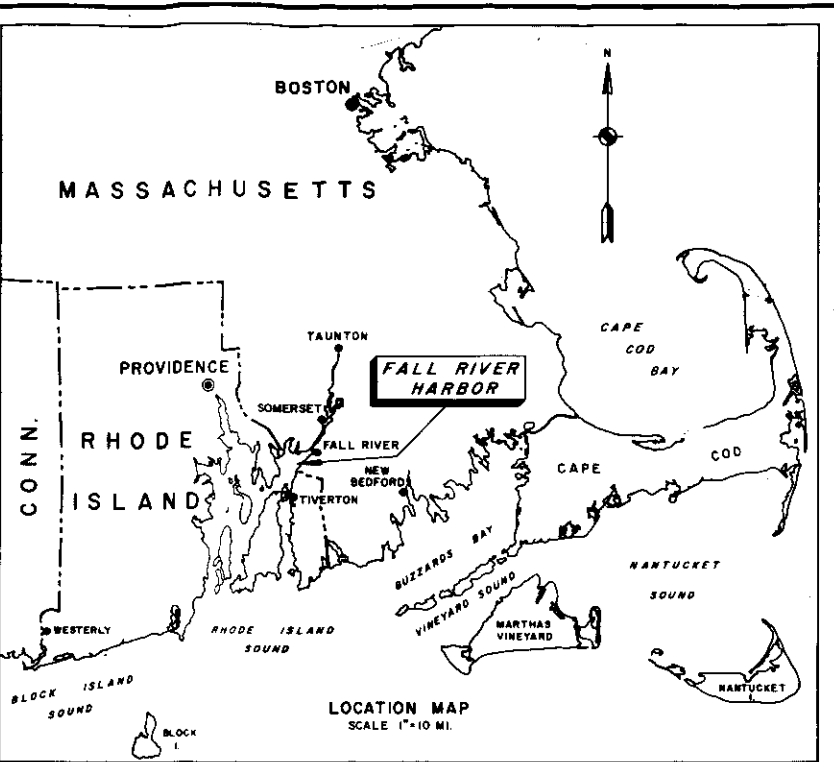 BOSTON
N
MASSACHUSETTS
CAPE
COD
BAY
TAUNTON
PROVIDENCE
FALL RIVER
HARBOR
SOMERSET
CONN.
RHODE
ISLAND
FALL RIVER
NEW
BEDFORD
TIVERTON
CAPE
COD
BUZZARDS BAY
VINEYARD SOUND
NANTUCKET
SOUND
WESTERLY
RHODE ISLAND
SOUND
MARTHAS
VINEYARD
BLOCK ISLAND
SOUND
NANTUCKET
I.
LOCATION MAP
SCALE 1"=10 MI.
BLOCK
I.